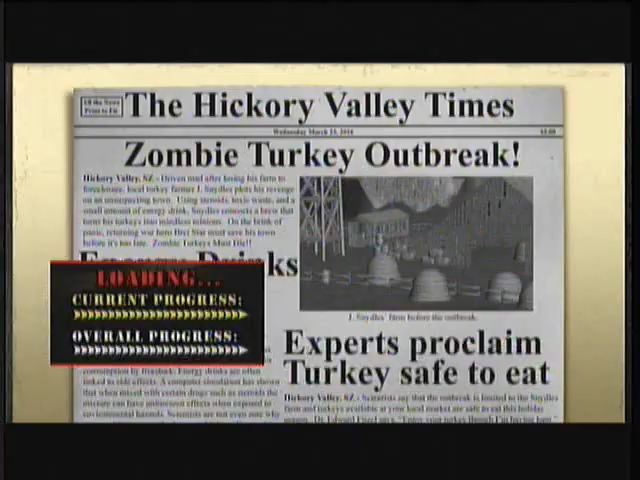 All the News
The Hickory Valley Times
Wednesday March 23, 2016
$2.00
Zombie Turkey Outbreak!
Hickory Valley, SZ - Driven mad after losing his farm to
foreclosure, local turkey farmer J. Snydles plots his revenge
on an unsuspecting town. Using steroids, toxic waste, and a
small amount of energy drink, Snydles concocts a brew that
turns his turkeys into mindless minions. On the brink of
panic, returning war hero Bird Star must save his town
before it's too late. Zombie Turkeys Must Die!!
Energy Drinks
LOADING...
CURRENT PROGRESS:
OVERALL PROGRESS:
consumption by livestock. Energy drinks are often
linked to side effects. A computer simulation has shown
that when mixed with certain drugs such as steroids the
mixture can have unforeseen effects when exposed to
environmental hazards. Scientists are not even sure why
J. Snydles' farm before the outbreak.
Experts proclaim
Turkey safe to eat
Hickory Valley, SZ - Scientists say that the outbreak is limited to the Snydles
farm and turkeys available at your local market are safe to eat this holiday
season. Dr. Edward says, "Enjoy your turkey though I'm having ham."